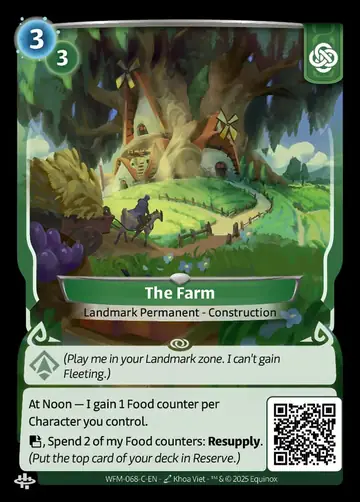 3
3
The Farm
Landmark Permanent - Construction
(Play me in your Landmark zone. I can't gain
Fleeting.)
At Noon — I gain 1 Food counter per
Character you control.
, Spend 2 of my Food counters: Resupply.
(Put the top card of your deck in Reserve.)
WFM-068-C-EN - Khoa Viet - ™ & © 2025 Equinox